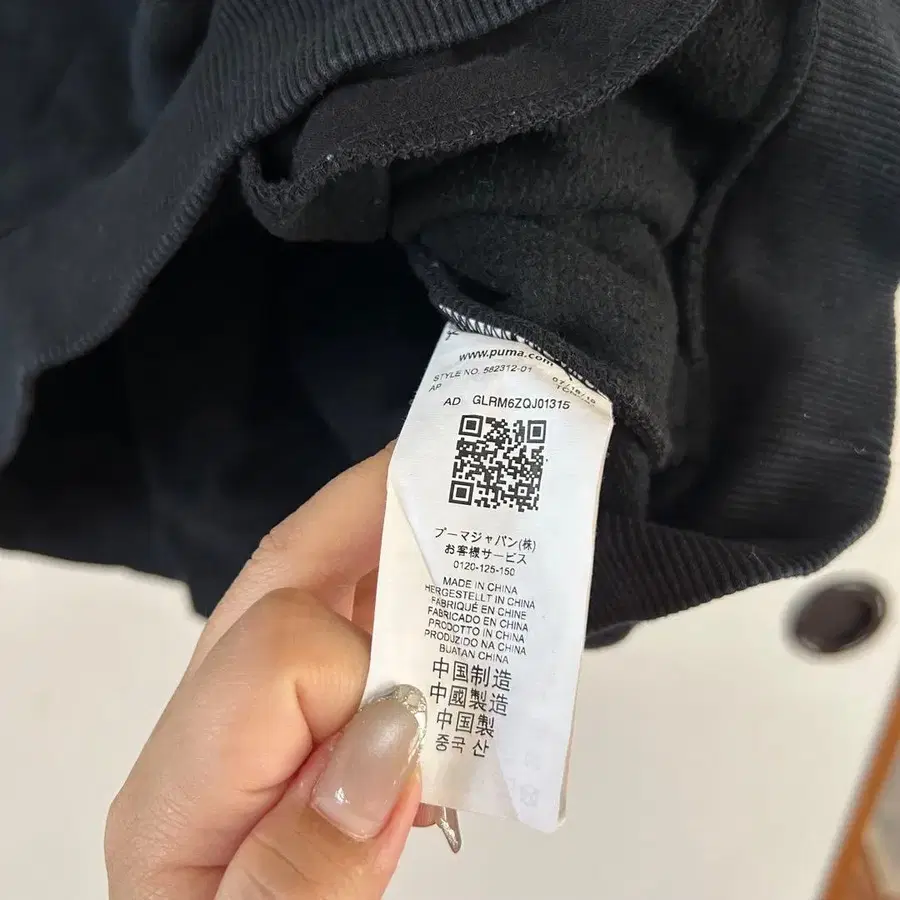 www.puma.com
STYLE NO. 582312-01
AP
AD GLRM6ZQJ01315
プーマジャパン(株)
お客様サービス
0120-125-150
MADE IN CHINA
HERGESTELLT IN CHINA
FABRIQUÉ EN CHINE
FABRICADO EN CHINA
PRODOTTO IN CHINA
PRODUZIDO NA CHINA
BUATAN CHINA
中国制造
中國製造
中国製
중국 산